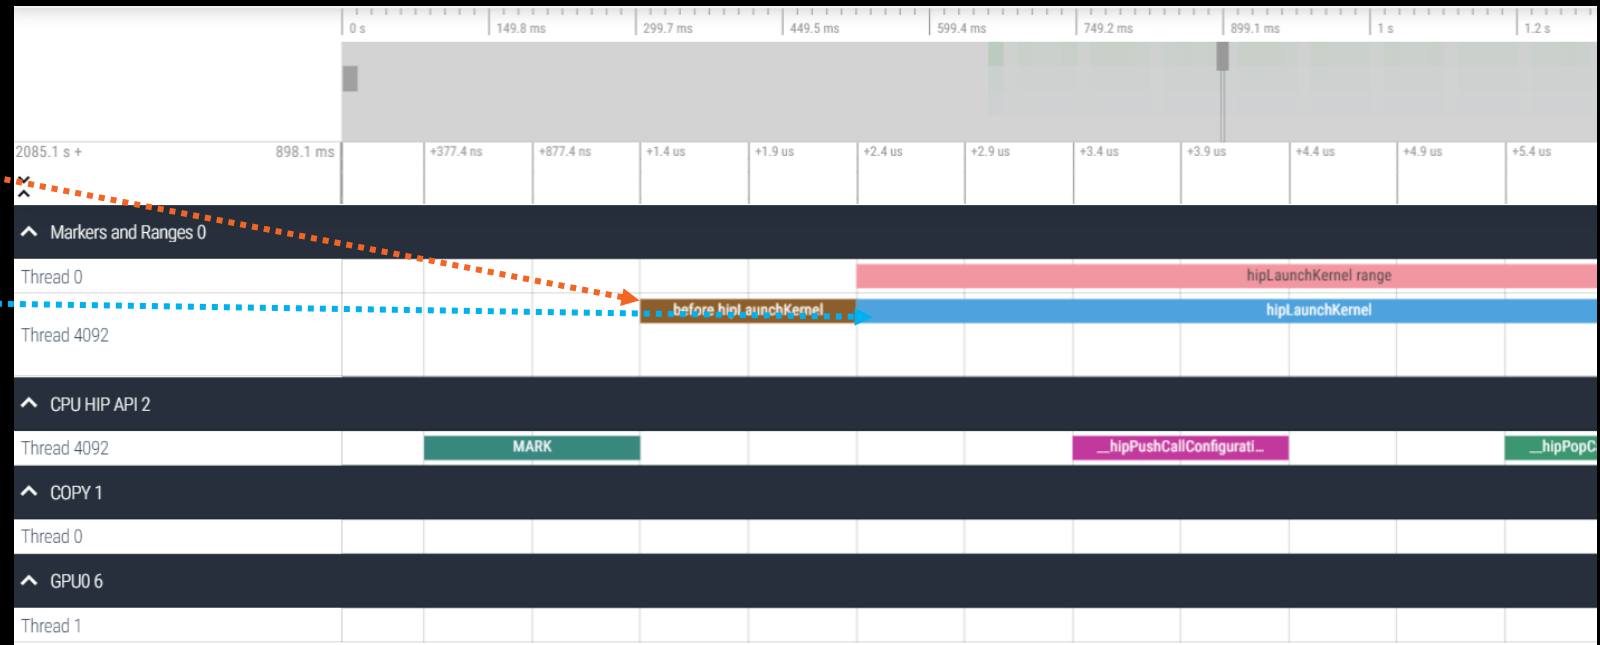 0 s 149.8 ms 299.7 ms 449.5 ms 599.4 ms 749.2 ms 899.1 ms 1 s 1.2 s
2085.1 s + 898.1 ms +377.4 ns +877.4 ns +1.4 us +1.9 us +2.4 us +2.9 us +3.4 us +3.9 us +4.4 us +4.9 us +5.4 us
Markers and Ranges 0
Thread 0 hipLaunchKernel range
before hipLaunchKernel hipLaunchKernel
Thread 4092
CPU HIP API 2
Thread 4092 MARK __hipPushCallConfigurati... __hipPopC
COPY 1
Thread 0
GPU0 6
Thread 1